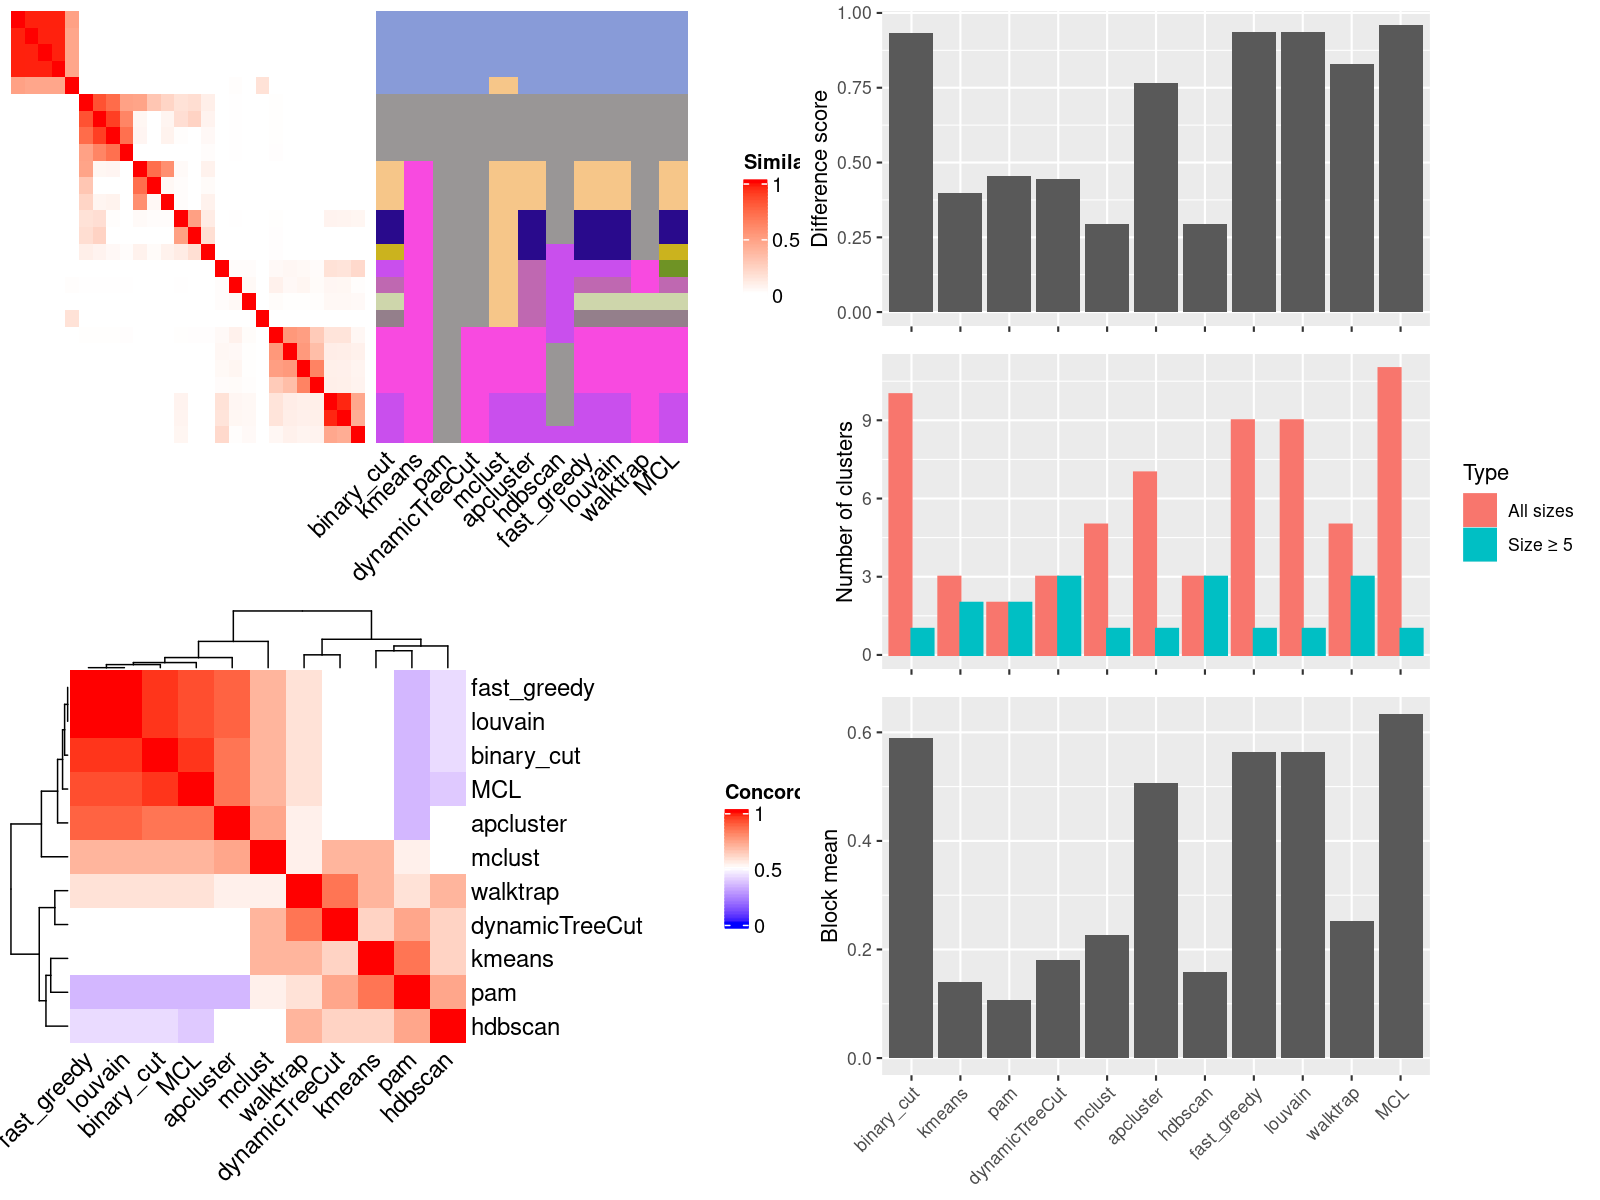 Simila
1
0.5
0
binary_cut
kmeans
pam
dynamicTreeCut
mclust
apcluster
hdbscan
fast_greedy
louvain
walktrap
MCL
fast_greedy
louvain
binary_cut
MCL
apcluster
mclust
walktrap
dynamicTreeCut
kmeans
pam
hdbscan
Concord
1
0.5
0
fast_greedy
louvain
binary_cut
MCL
apcluster
mclust
walktrap
dynamicTreeCut
kmeans
pam
hdbscan
Difference score
1.00
0.75
0.50
0.25
0.00
Number of clusters
9
6
3
0
Type
All sizes
Size ≥ 5
Block mean
0.6
0.4
0.2
0.0
binary_cut
kmeans
pam
dynamicTreeCut
mclust
apcluster
hdbscan
fast_greedy
louvain
walktrap
MCL